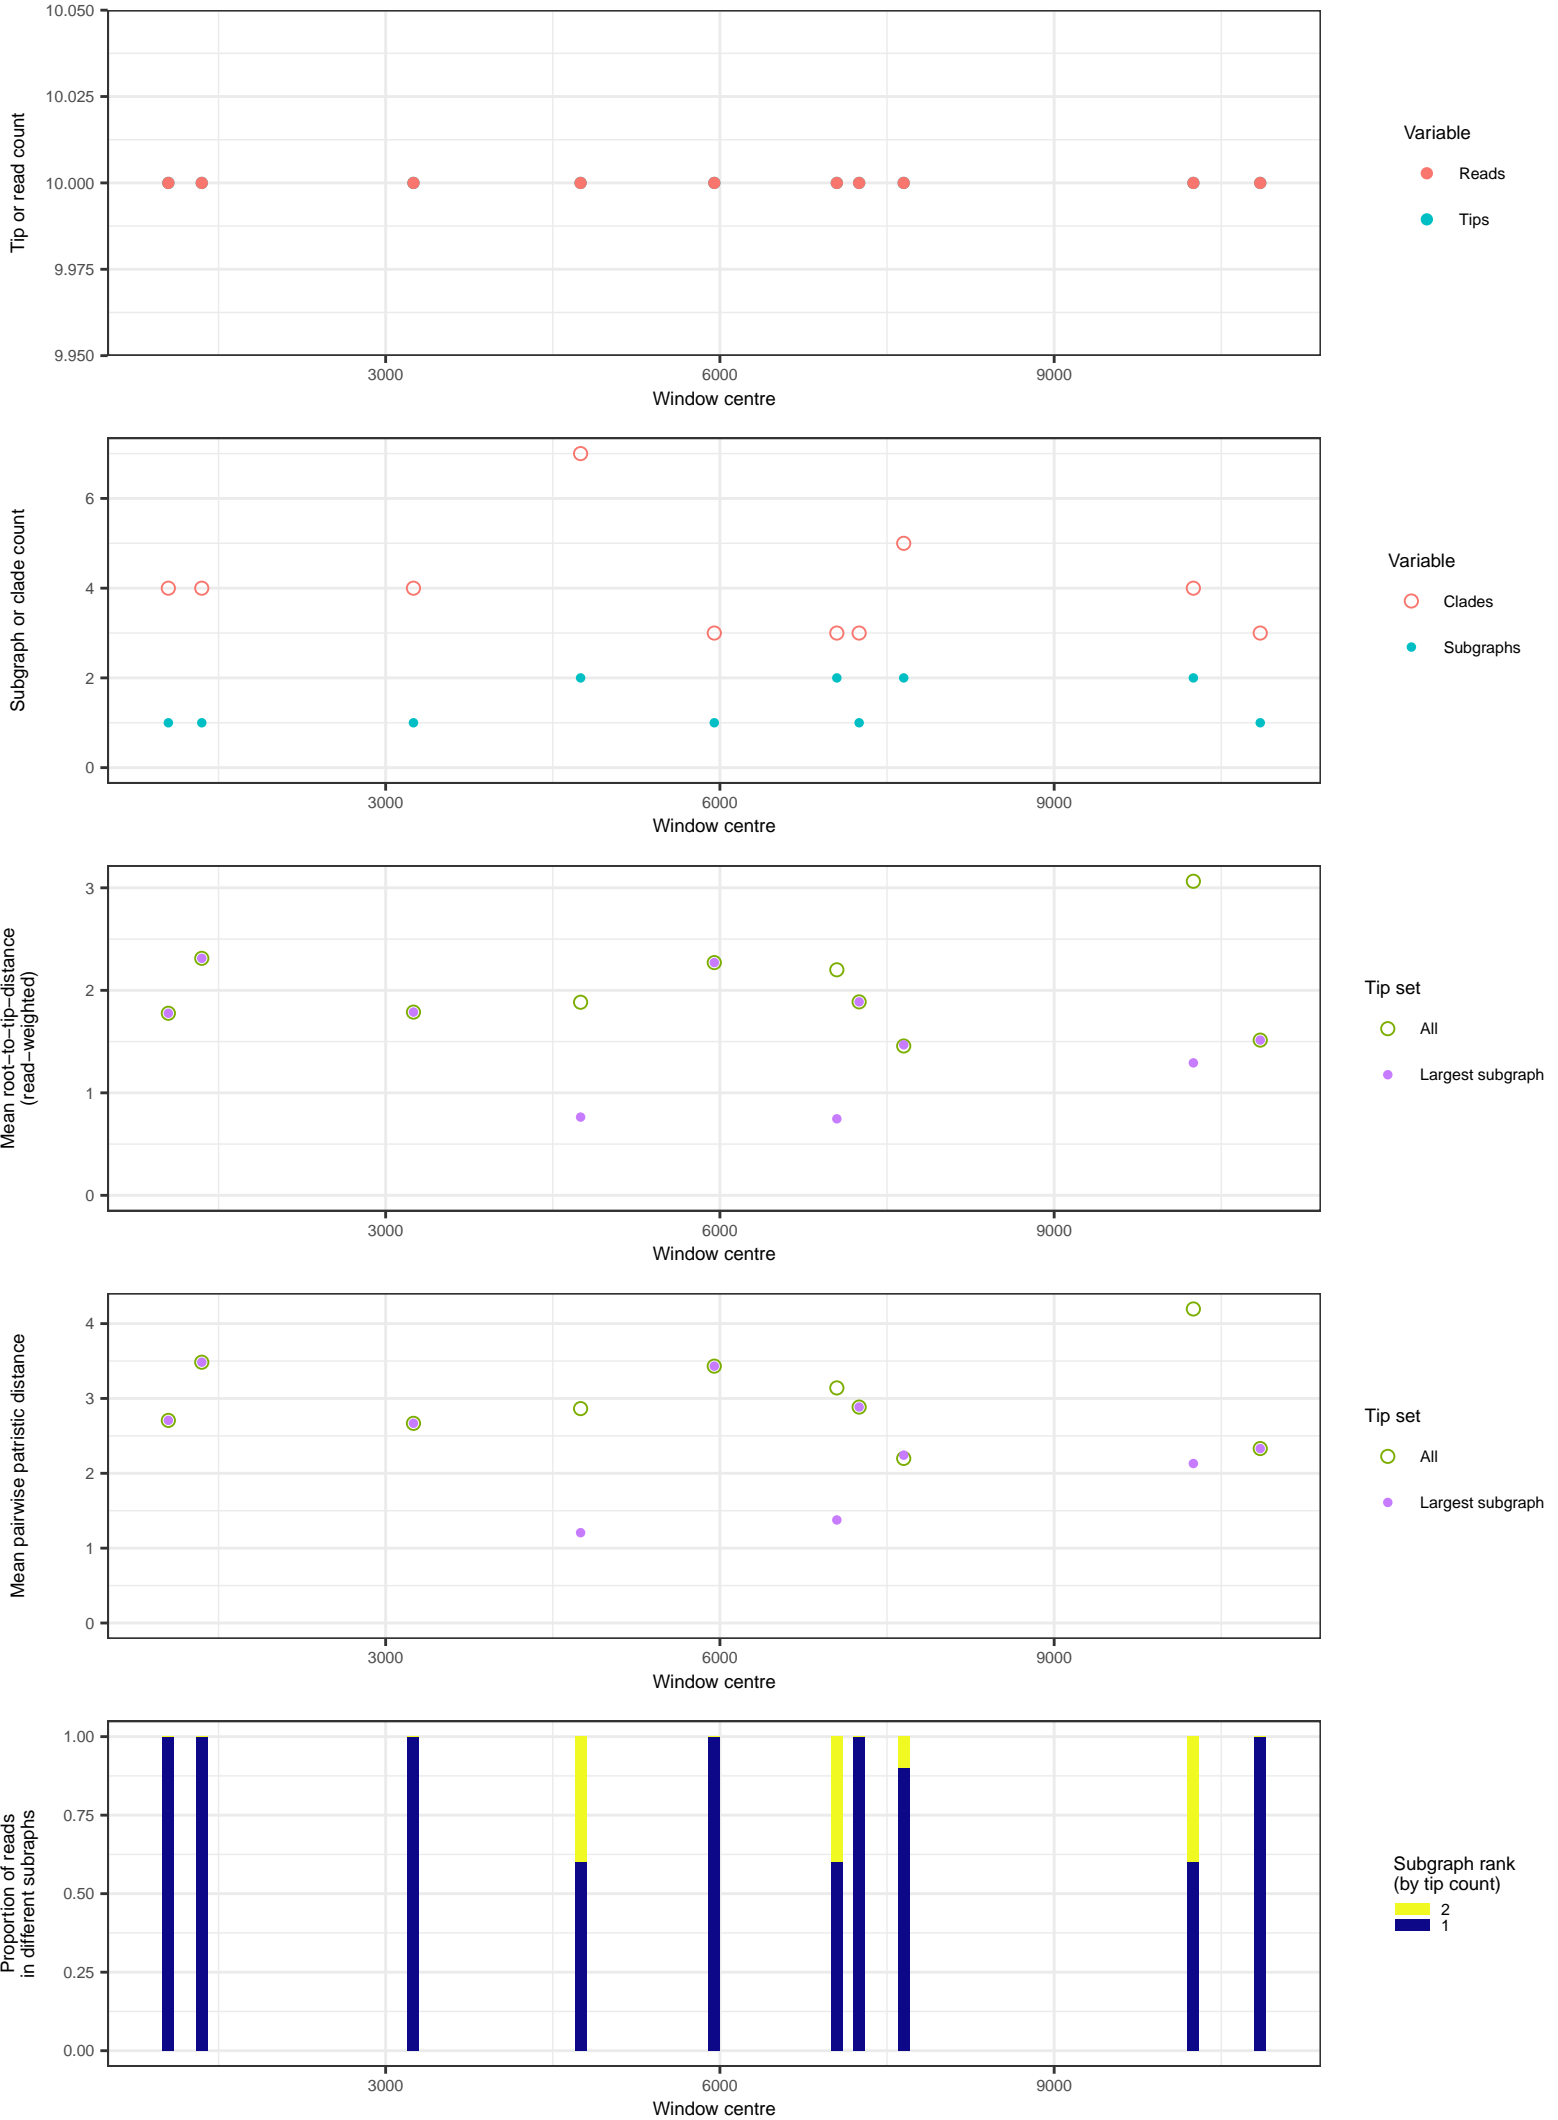 10.050
10.025
10.000
9.975
9.950
Tip or read count
3000
6000
9000
Window centre
Variable
Reads
Tips
6
4
2
0
Subgraph or clade count
3000
6000
9000
Window centre
Variable
Clades
Subgraphs
3
2
1
0
Mean root−to−tip−distance
(read−weighted)
3000
6000
9000
Window centre
Tip set
All
Largest subgraph
4
3
2
1
0
Mean pairwise patristic distance
3000
6000
9000
Window centre
Tip set
All
Largest subgraph
1.00
0.75
0.50
0.25
0.00
Proportion of reads
in different subraphs
3000
6000
9000
Window centre
Subgraph rank
(by tip count)
2
1